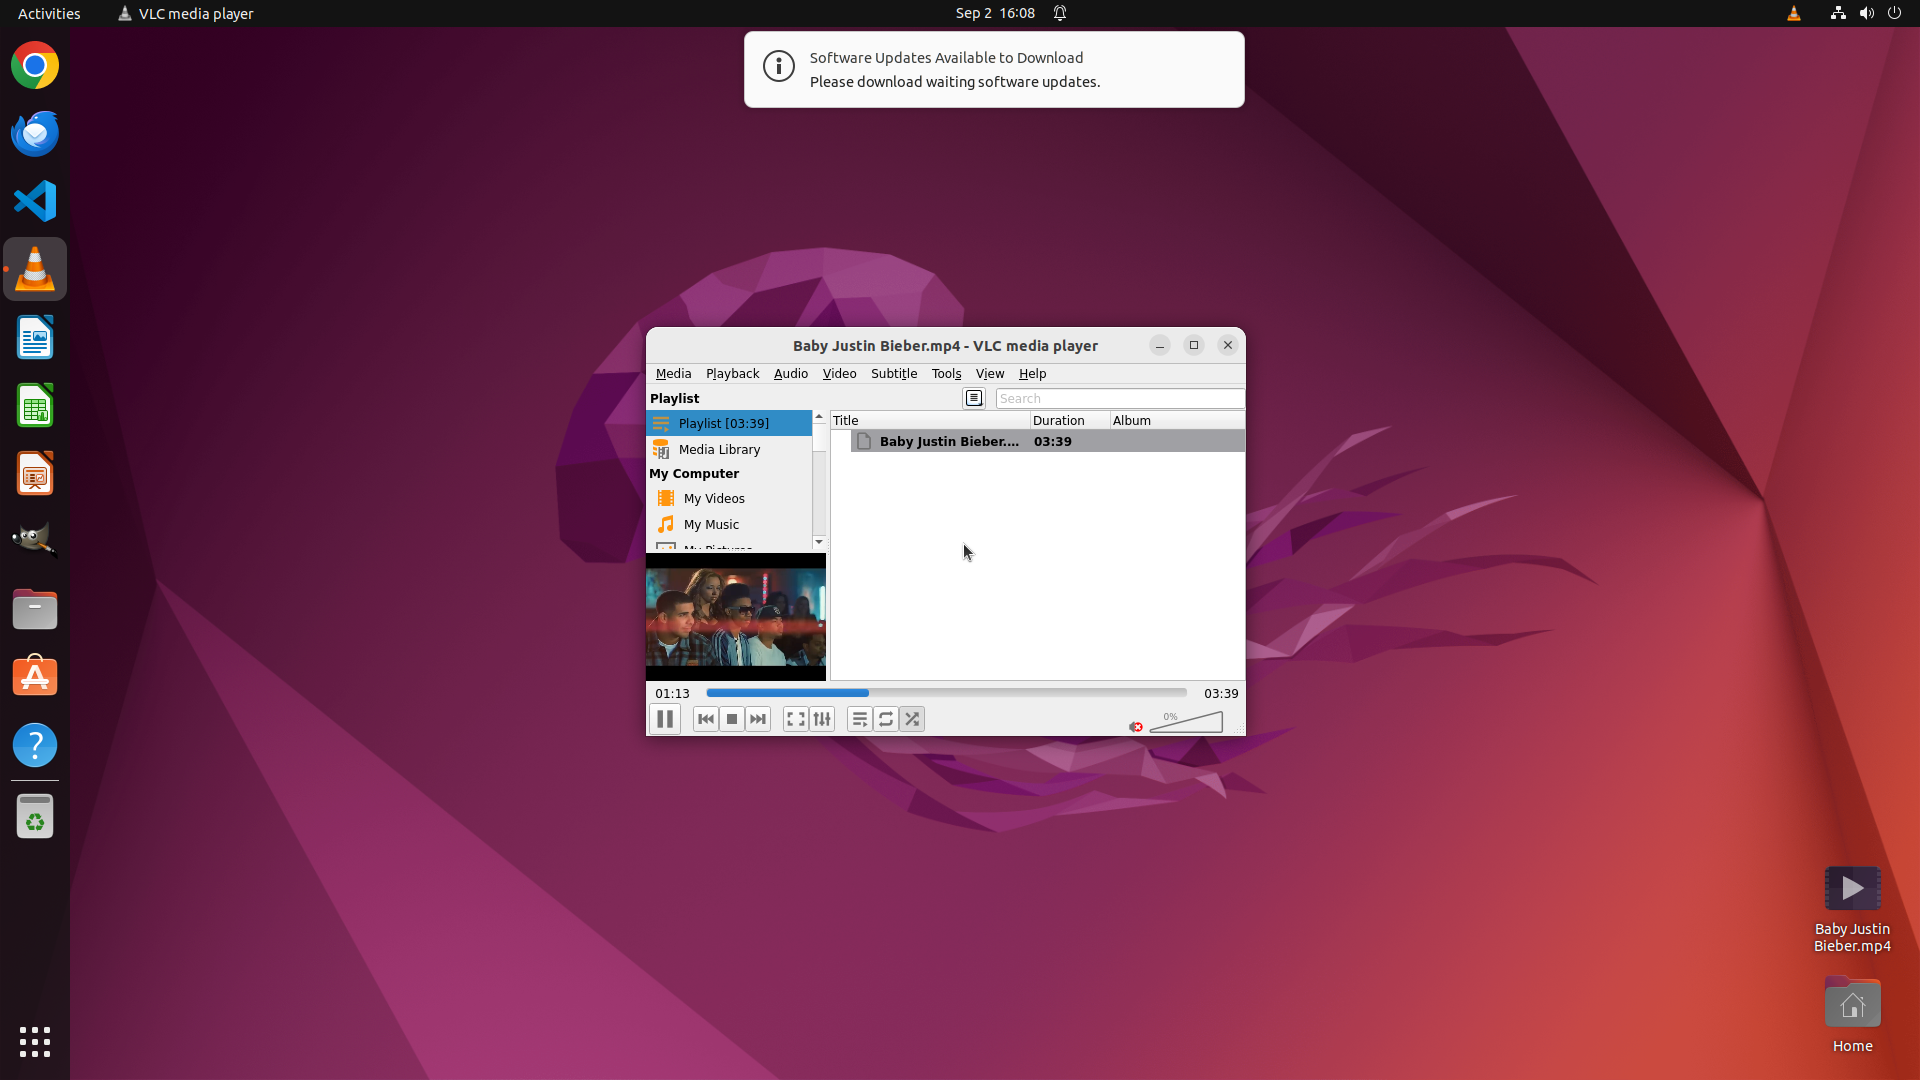 Activities
VLC media player
Sep 2 16:08
Software Updates Available to Download
Please download waiting software updates.
Baby Justin Bieber.mp4 - VLC media player
Media Playback Audio Video Subtitle Tools View Help
Playlist
Search
Playlist [03:39]
Media Library
My Computer
My Videos
My Music
My Pictures
Title Duration Album
Baby Justin Bieber.... 03:39
01:13
03:39
0%
Baby Justin
Bieber.mp4
Home